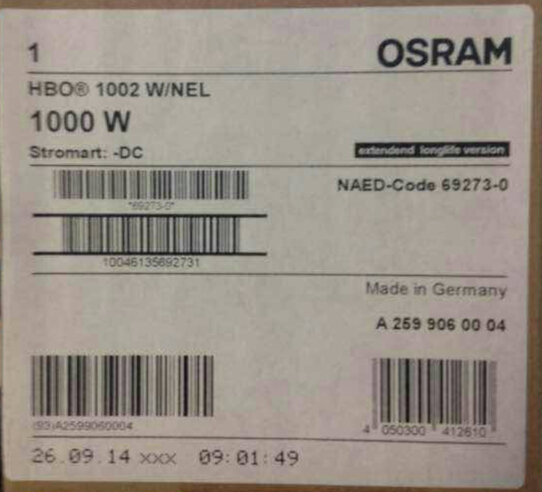 1
OSRAM
HBO® 1002 W/NEL
1000 W
Stromart: -DC
extendend longlife version
NAED-Code 69273-0
*69273-0*
10046135692731
Made in Germany
A 259 906 00 04
(93)A2599060004
4 050300 412610
26.09.14 xxx 09:01:49